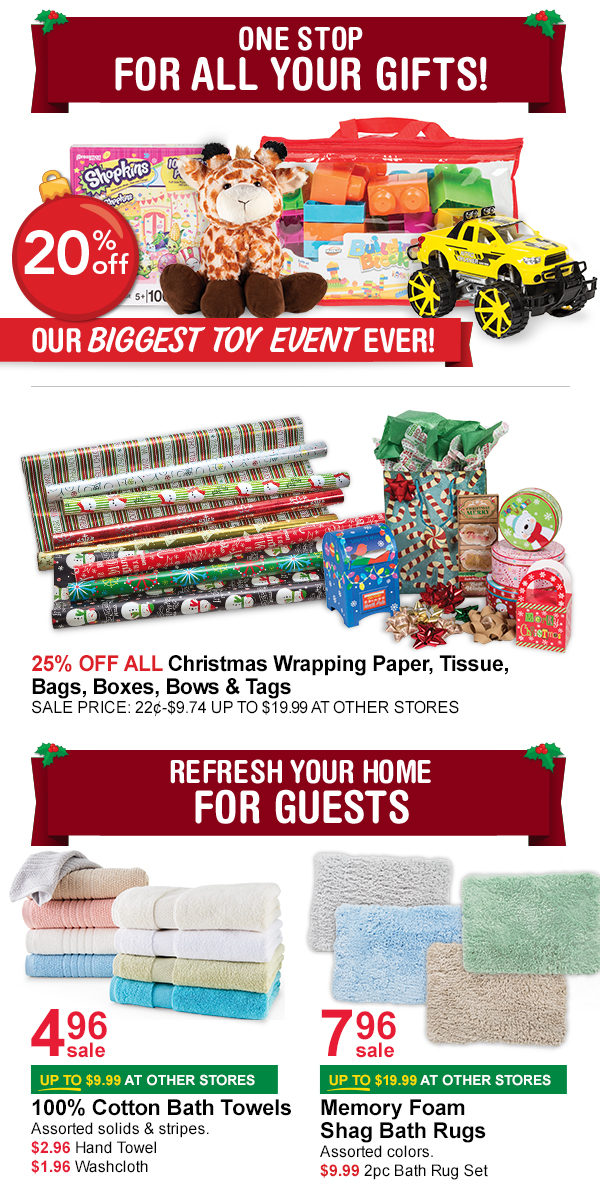 ONE STOP
FOR ALL YOUR GIFTS!
Shopkins
5+
20% off
OUR BIGGEST TOY EVENT EVER!
25% OFF ALL Christmas Wrapping Paper, Tissue,
Bags, Boxes, Bows & Tags
SALE PRICE: 22¢-$9.74 UP TO $19.99 AT OTHER STORES
REFRESH YOUR HOME
FOR GUESTS
4.96
sale
UP TO $9.99 AT OTHER STORES
100% Cotton Bath Towels
Assorted solids & stripes.
$2.96 Hand Towel
$1.96 Washcloth
7.96
sale
UP TO $19.99 AT OTHER STORES
Memory Foam
Shag Bath Rugs
Assorted colors.
$9.99 2pc Bath Rug Set